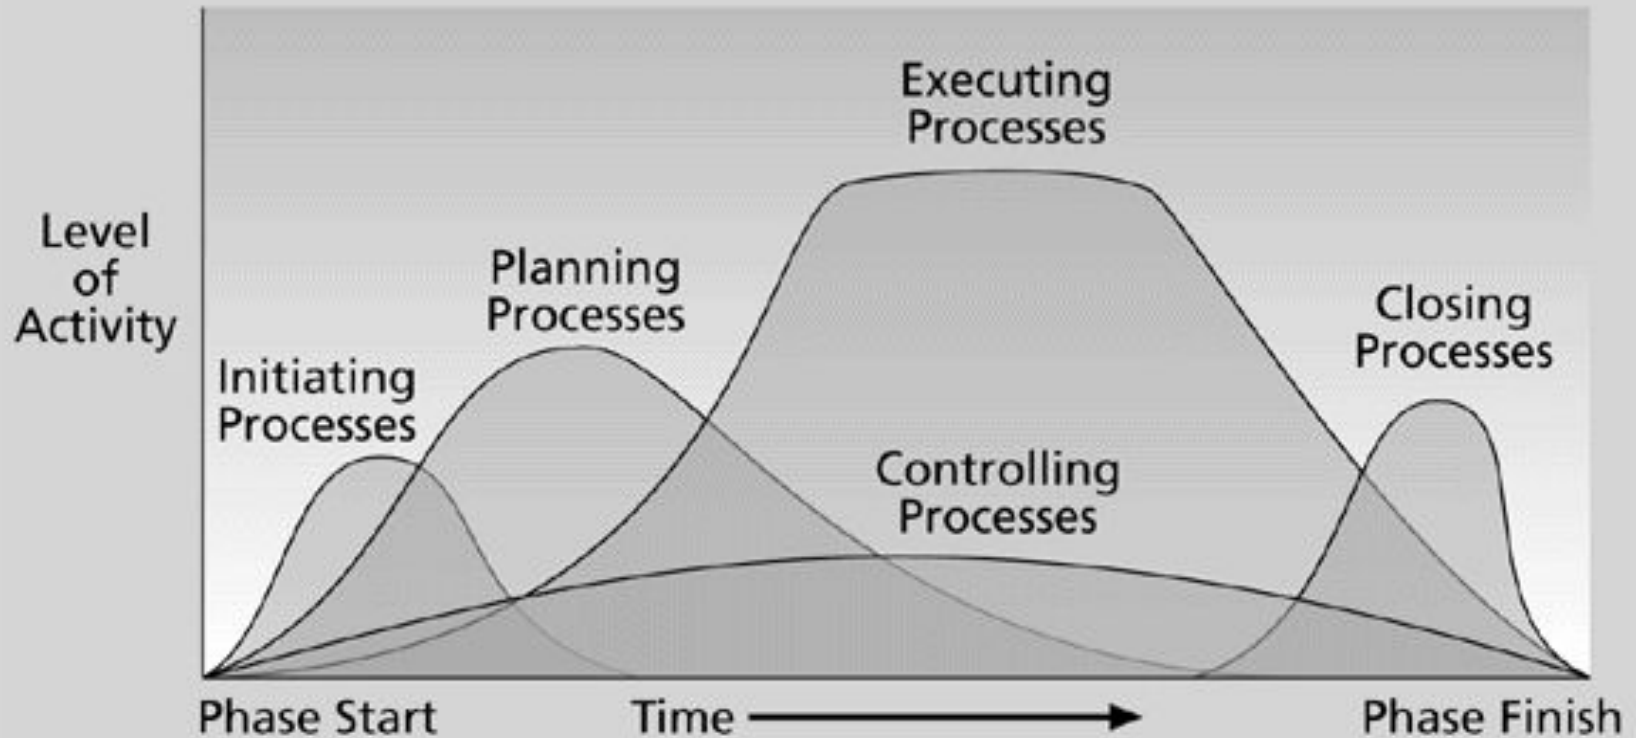 Executing
Processes
Level
of
Activity
Planning
Processes
Closing
Processes
Initiating
Processes
Controlling
Processes
Phase Start
Time
Phase Finish